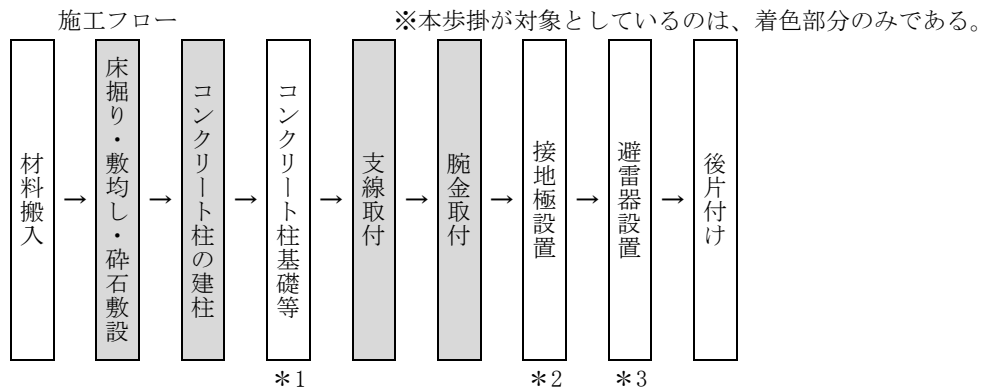 施工フロー
※本歩掛が対象としているのは、着色部分のみである。
材料搬入
→
床掘り・敷均し・砕石敷設
→
コンクリート柱の建柱
→
コンクリート柱基礎等
→
支線取付
→
腕金取付
→
接地極設置
→
避雷器設置
→
後片付け
＊1
＊2
＊3